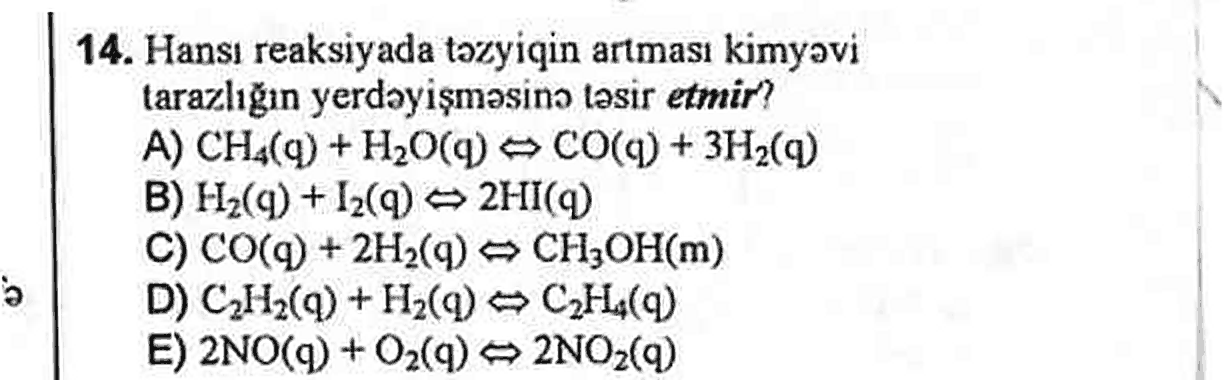 14. Hansı reaksiyada təzyiqin artması kimyəvi
tarazlığın yerdəyişməsinə təsir etmir?
A) CH₄(q) + H₂O(q) ⇔ CO(q) + 3H₂(q)
B) H₂(q) + I₂(q) ⇔ 2HI(q)
C) CO(q) + 2H₂(q) ⇔ CH₃OH(m)
D) C₂H₂(q) + H₂(q) ⇔ C₂H₄(q)
ə
E) 2NO(q) + O₂(q) ⇔ 2NO₂(q)